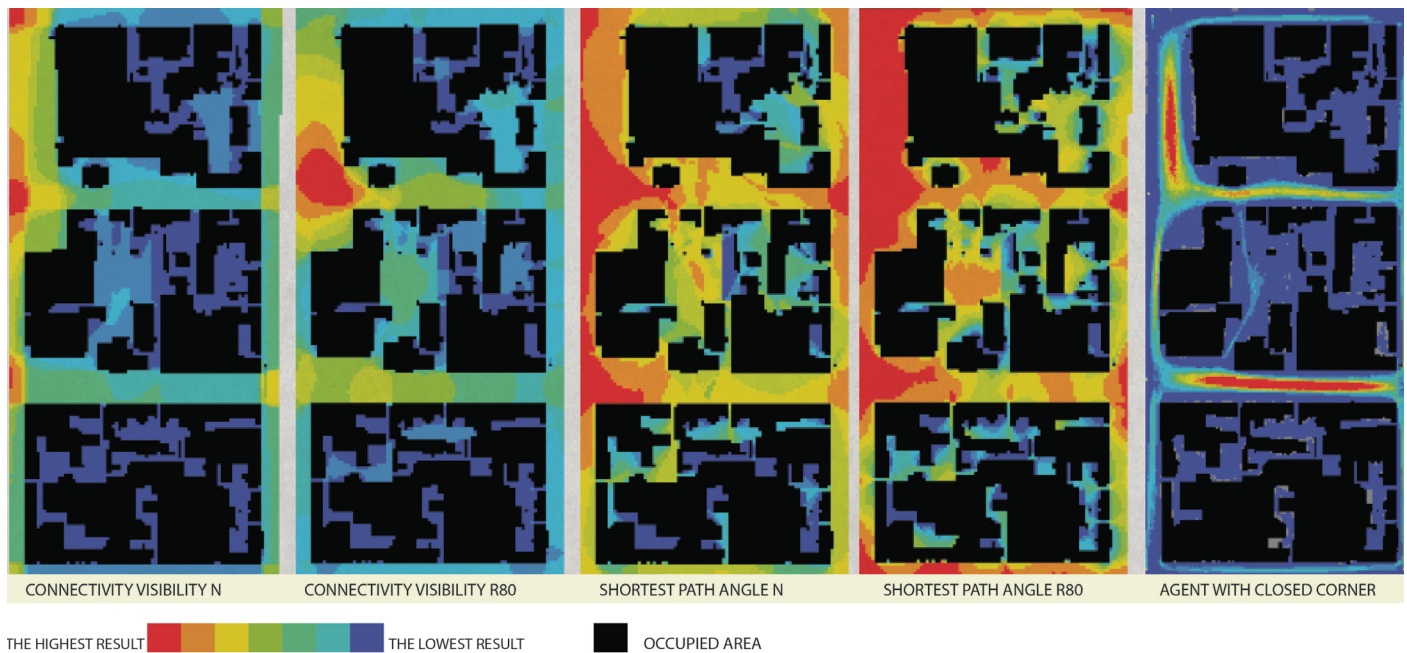 CONNECTIVITY VISIBILITY N
CONNECTIVITY VISIBILITY R80
SHORTEST PATH ANGLE N
SHORTEST PATH ANGLE R80
AGENT WITH CLOSED CORNER
THE HIGHEST RESULT
THE LOWEST RESULT
OCCUPIED AREA